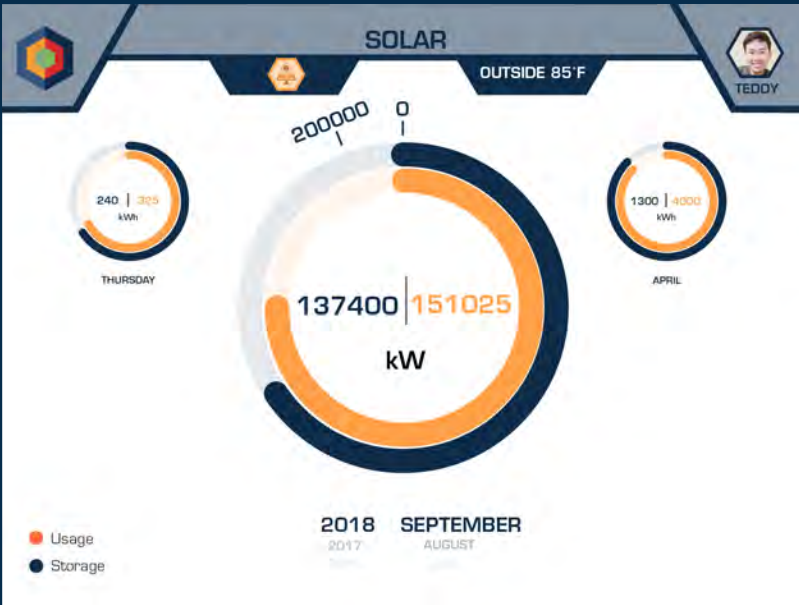 SOLAR
OUTSIDE 85°F
TEDDY
200000
0
240 | 325
kWh
THURSDAY
137400 | 151025
kW
1300 | 4000
kWh
APRIL
2018 SEPTEMBER
2017 AUGUST
Usage
Storage